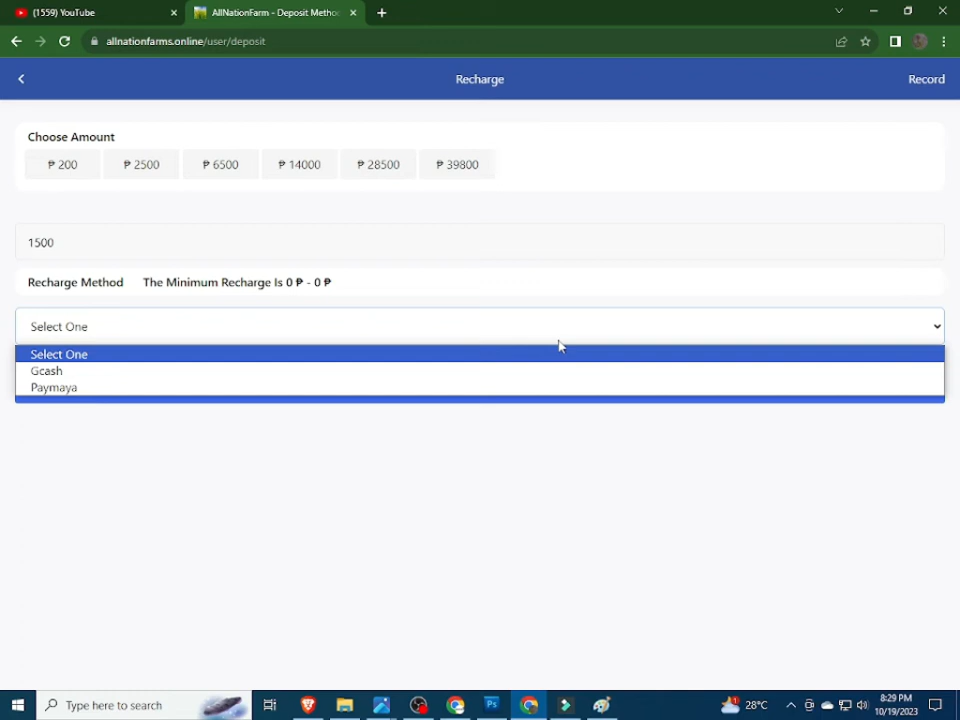 (1559) YouTube
AllNationFarm - Deposit Metho
allnationfarms.online/user/deposit
Recharge
Record
Choose Amount
₱ 200
₱ 2500
₱ 6500
₱ 14000
₱ 28500
₱ 39800
1500
Recharge Method The Minimum Recharge Is 0 ₱ - 0 ₱
Select One
Select One
Gcash
Paymaya
Type here to search
Ps
28°C
8:29 PM
10/19/2023